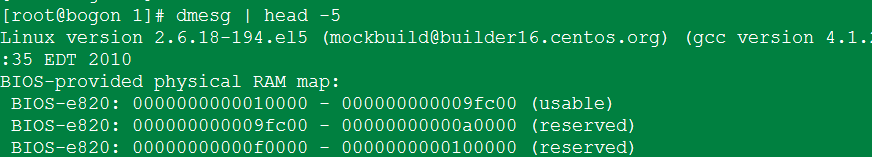 [root@bogon 1]# dmesg | head -5
Linux version 2.6.18-194.el5 (mockbuild@builder16.centos.org) (gcc version 4.1.
:35 EDT 2010
BIOS-provided physical RAM map:
 BIOS-e820: 0000000000010000 - 000000000009fc00 (usable)
 BIOS-e820: 000000000009fc00 - 00000000000a0000 (reserved)
 BIOS-e820: 00000000000f0000 - 0000000000100000 (reserved)